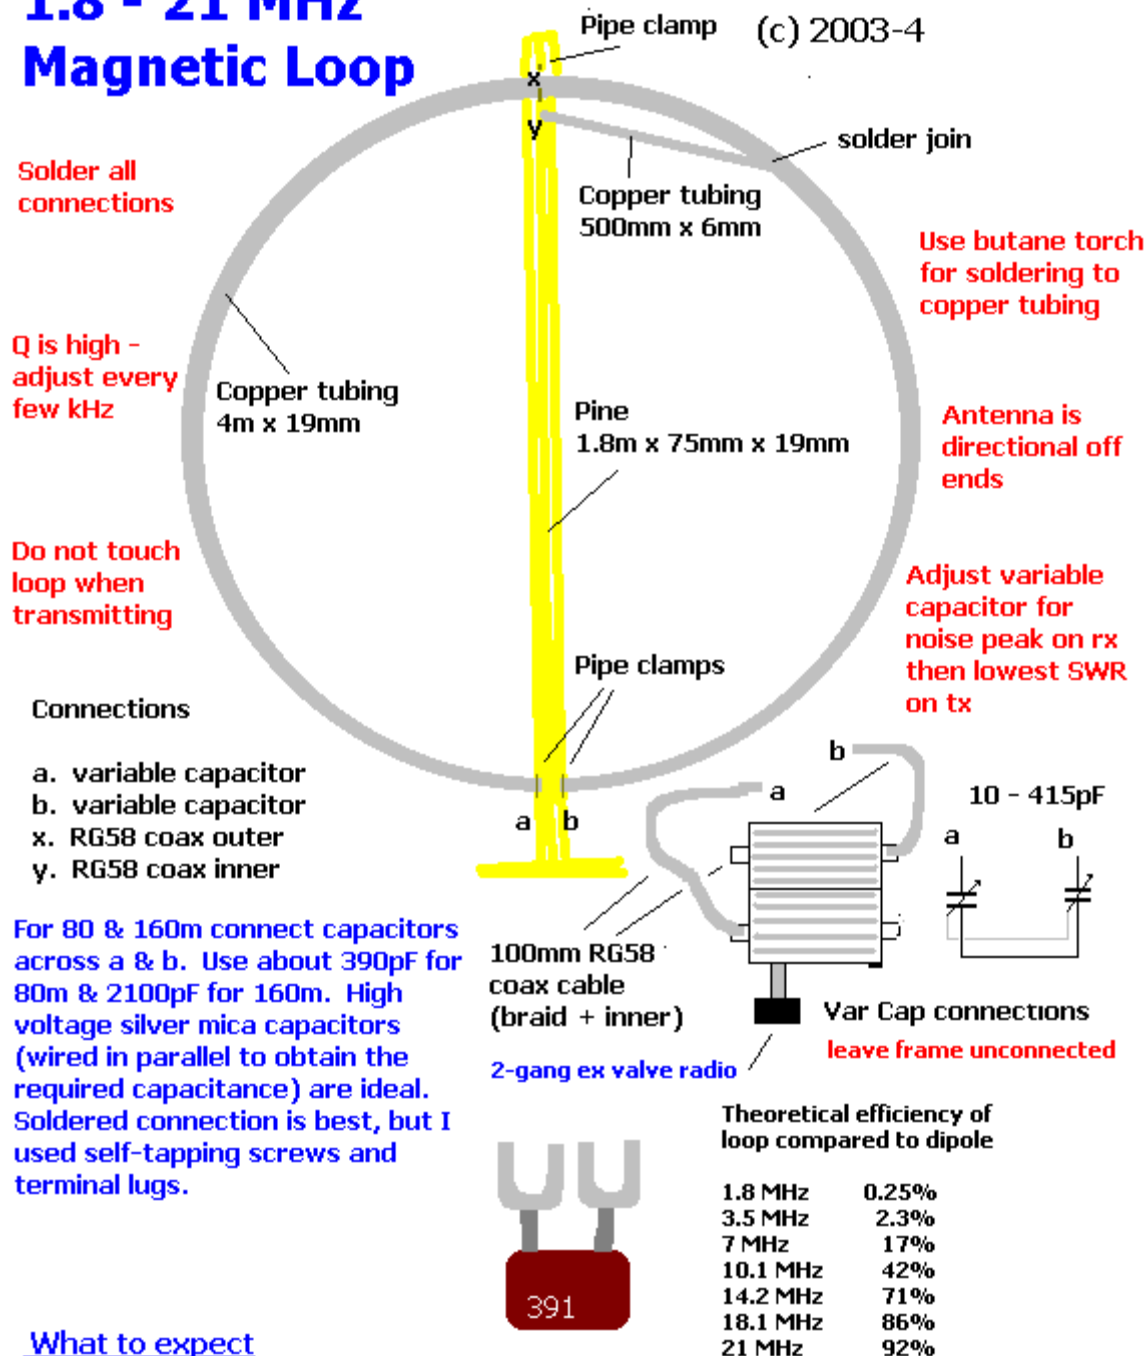 1.8 - 21 MHz
Magnetic Loop
Pipe clamp
(c) 2003-4
x
y
solder join
Solder all
connections
Copper tubing
500mm x 6mm
Use butane torch
for soldering to
copper tubing
Q is high -
adjust every
few kHz
Copper tubing
4m x 19mm
Pine
1.8m x 75mm x 19mm
Antenna is
directional off
ends
Do not touch
loop when
transmitting
Adjust variable
capacitor for
noise peak on rx
then lowest SWR
on tx
Pipe clamps
Connections
a. variable capacitor
b. variable capacitor
x. RG58 coax outer
y. RG58 coax inner
a b
b
a
10 - 415pF
a b
For 80 & 160m connect capacitors
across a & b. Use about 390pF for
80m & 2100pF for 160m. High
voltage silver mica capacitors
(wired in parallel to obtain the
required capacitance) are ideal.
Soldered connection is best, but I
used self-tapping screws and
terminal lugs.
100mm RG58
coax cable
(braid + inner)
2-gang ex valve radio
Var Cap connections
leave frame unconnected
Theoretical efficiency of
loop compared to dipole
1.8 MHz 0.25%
3.5 MHz 2.3%
7 MHz 17%
10.1 MHz 42%
14.2 MHz 71%
18.1 MHz 86%
21 MHz 92%
391
What to expect